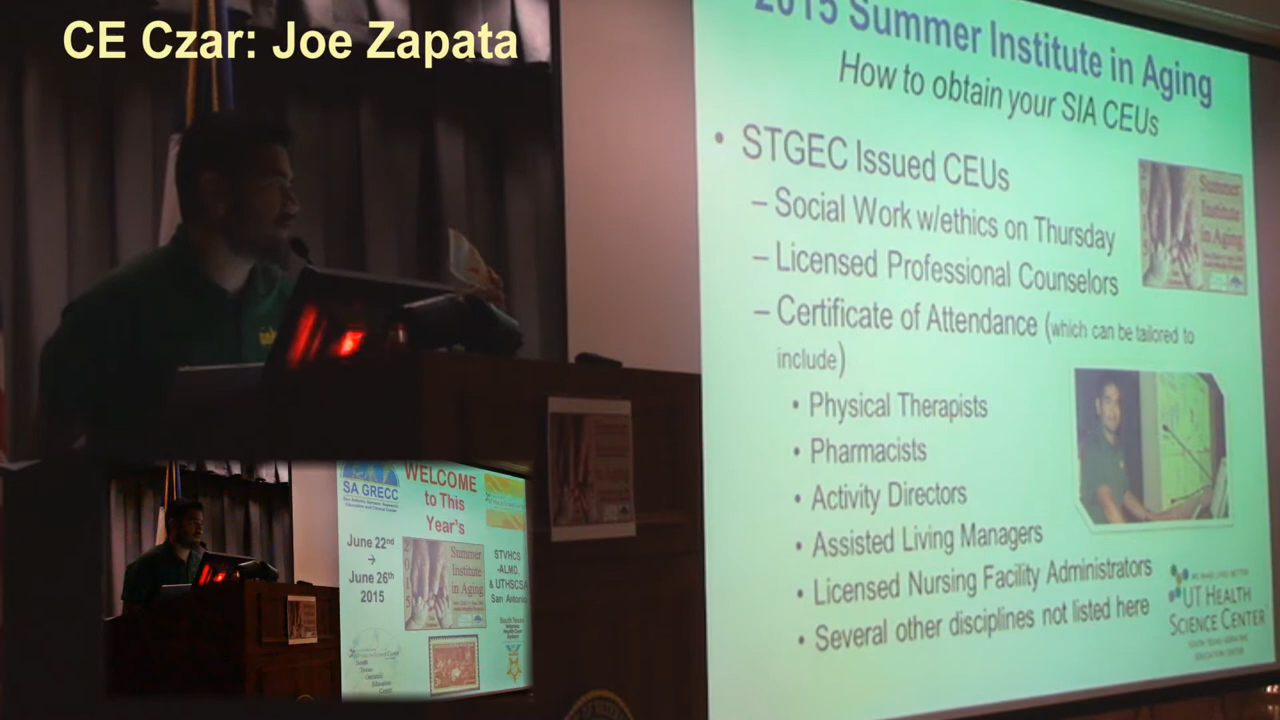 CE Czar: Joe Zapata
2015 Summer Institute in Aging
How to obtain your SIA CEUs
• STGEC Issued CEUs
– Social Work w/ethics on Thursday
– Licensed Professional Counselors
– Certificate of Attendance (which can be tailored to
include)
• Physical Therapists
• Pharmacists
• Activity Directors
• Assisted Living Managers
• Licensed Nursing Facility Administrators
• Several other disciplines not listed here
Summer
Institute
in Aging
UT HEALTH
SCIENCE CENTER
SA GRECC
WELCOME
to This
Year's
June 22nd
→
June 26th
2015
Summer
Institute
in Aging
STVHCS
-ALMD,
& UTHSCSA
San Antonio